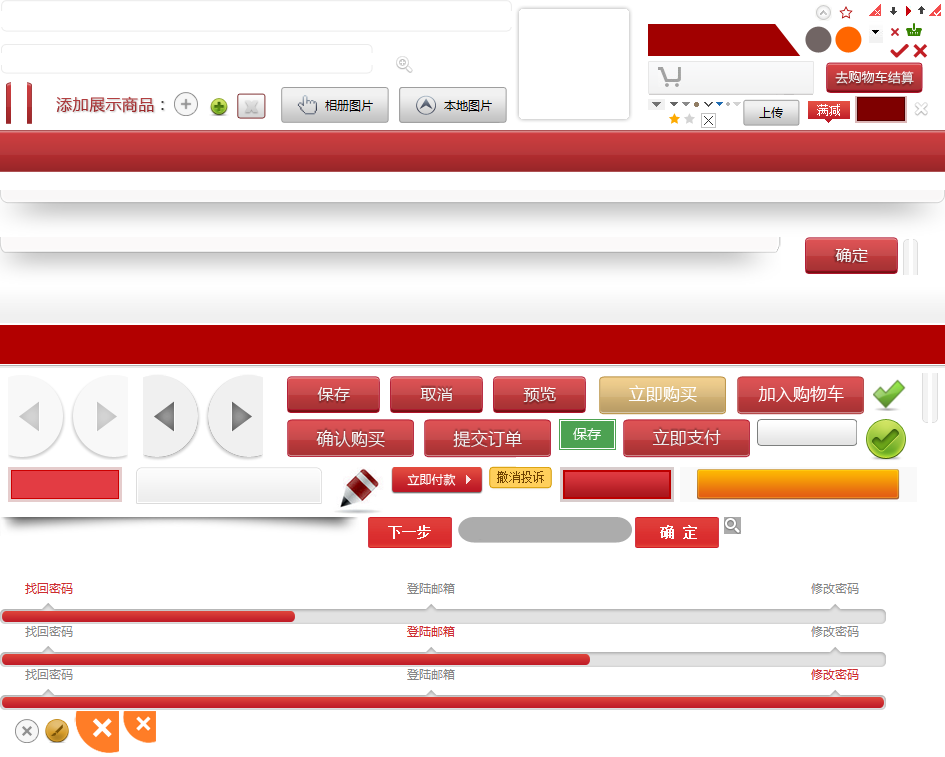 去购物车结算
添加展示商品：
相册图片
本地图片
上传
满减
确定
保存
取消
预览
立即购买
加入购物车
确认购买
提交订单
保存
立即支付
立即付款
撤消投诉
下一步
确 定
找回密码
登陆邮箱
修改密码
找回密码
登陆邮箱
修改密码
找回密码
登陆邮箱
修改密码